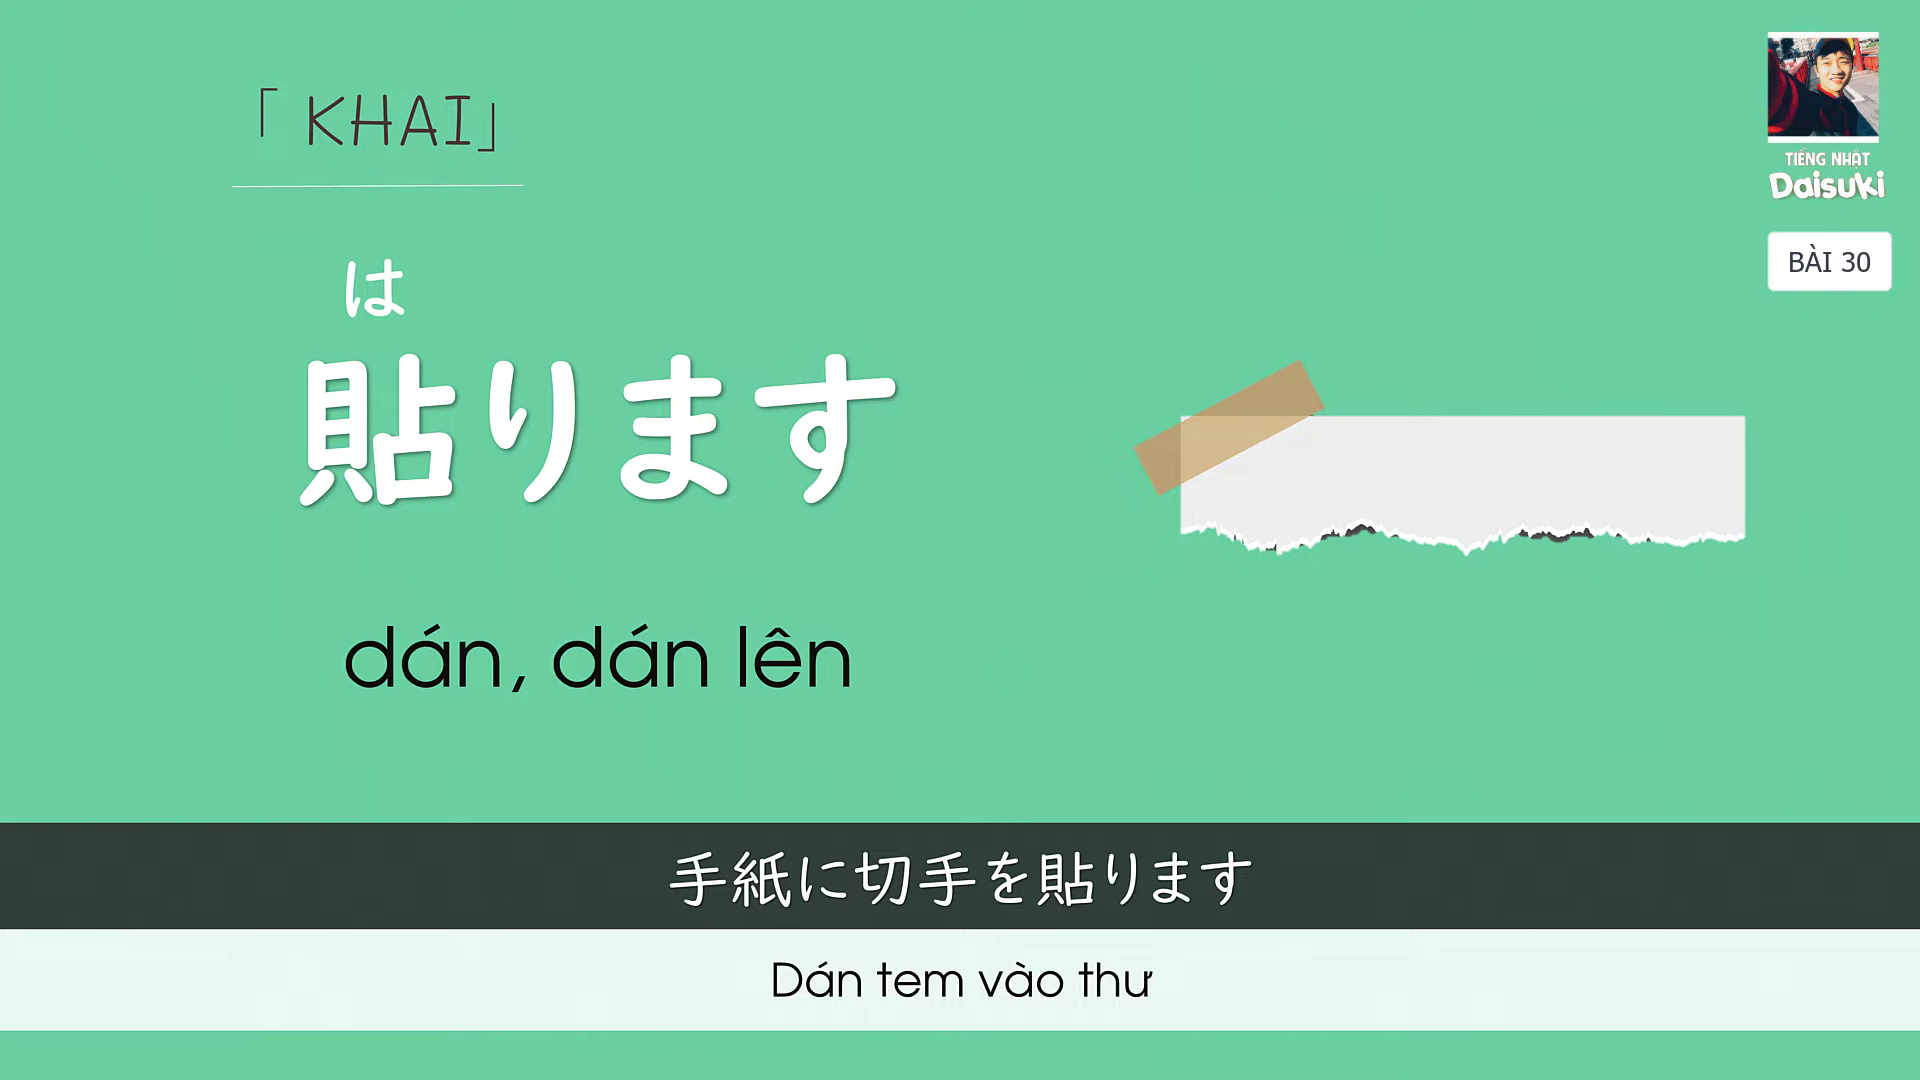 「 KHAI」
は
貼ります
dán, dán lên
手紙に切手を貼ります
Dán tem vào thư
TIẾNG NHẬT
Daisuki
BÀI 30